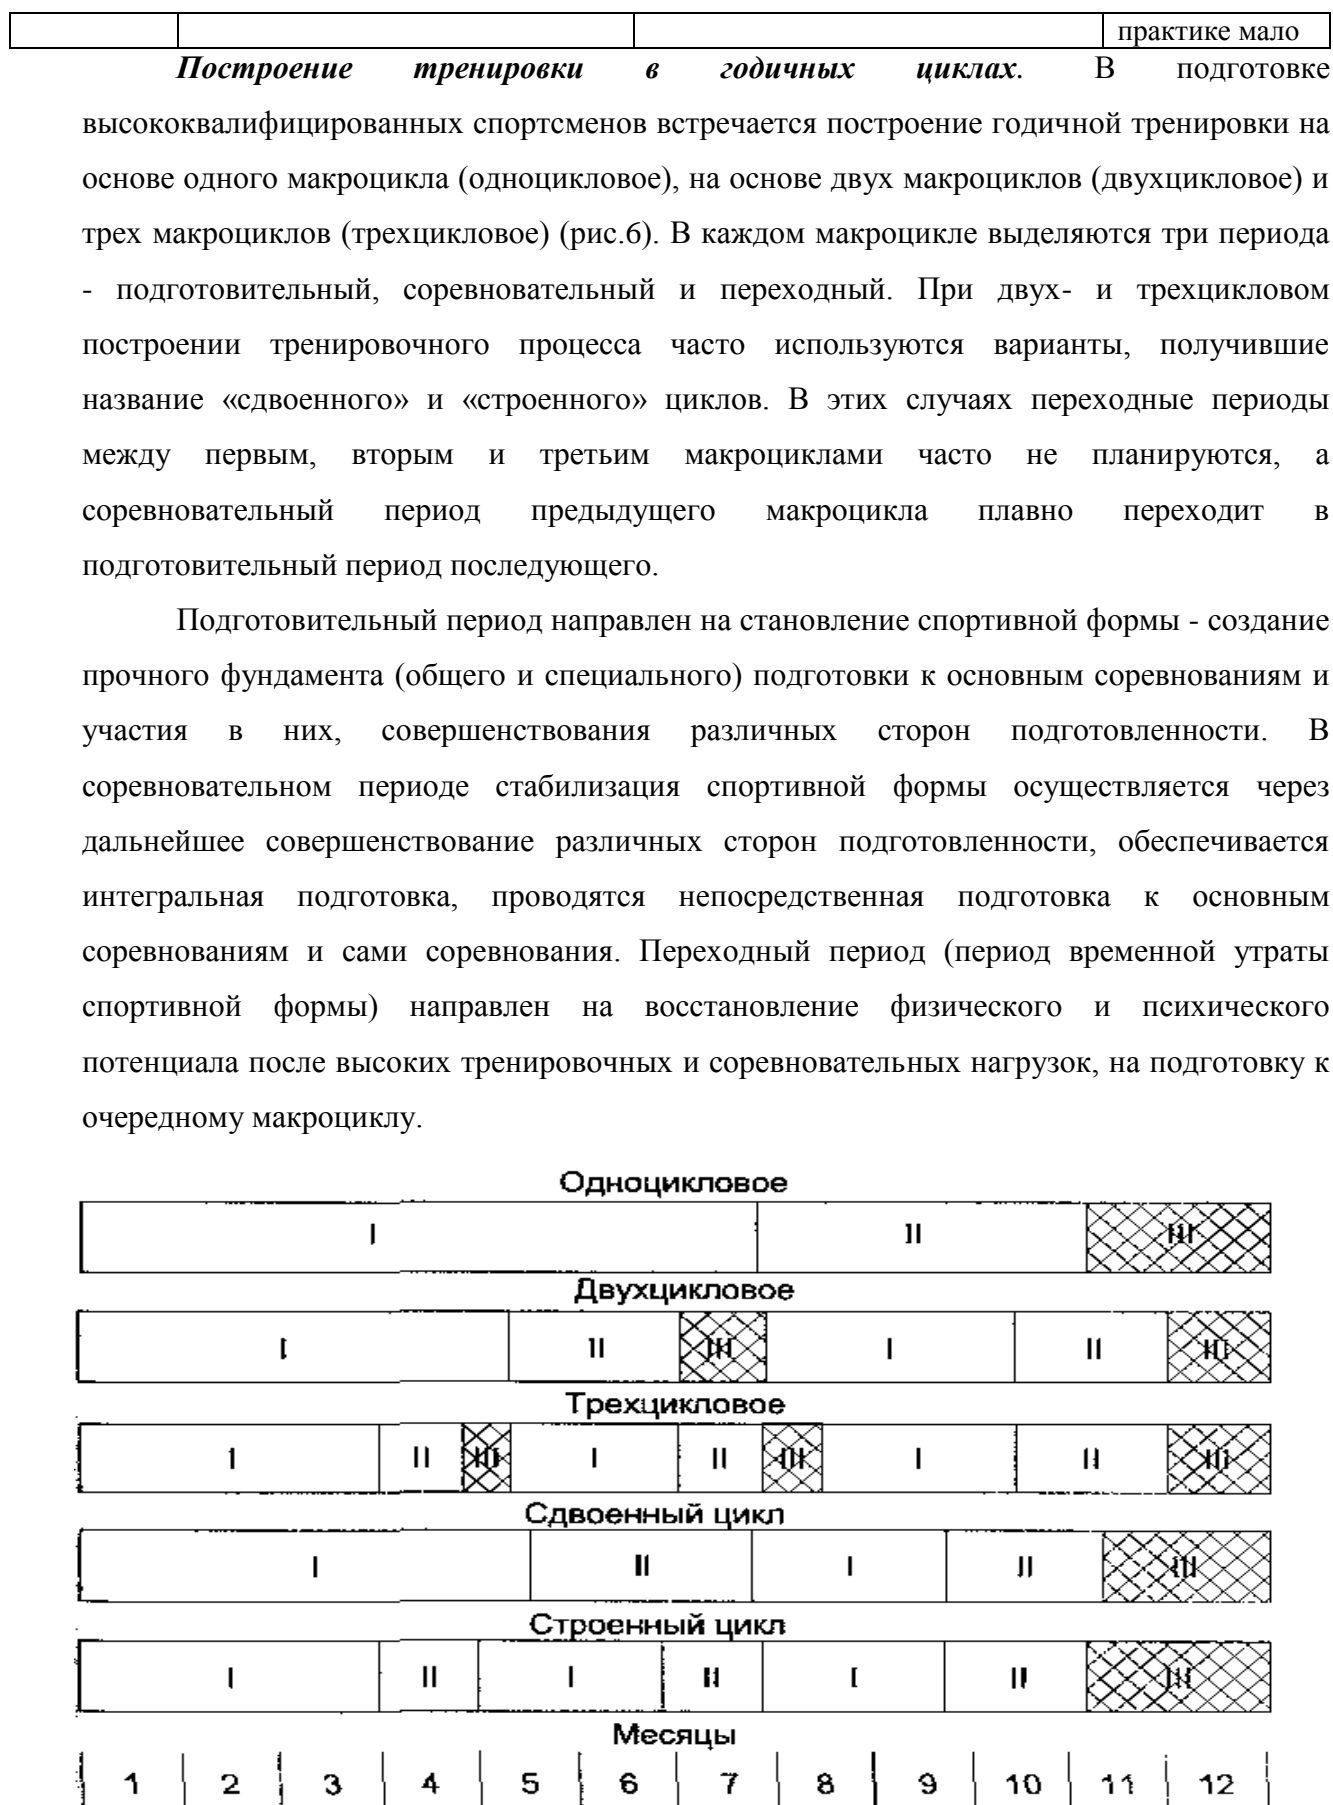 практике мало
Построение тренировки в годичных циклах. В подготовке
высококвалифицированных спортсменов встречается построение годичной тренировки на
основе одного макроцикла (одноцикловое), на основе двух макроциклов (двухцикловое) и
трех макроциклов (трехцикловое) (рис.6). В каждом макроцикле выделяются три периода
- подготовительный, соревновательный и переходный. При двух- и трехцикловом
построении тренировочного процесса часто используются варианты, получившие
название «сдвоенного» и «строенного» циклов. В этих случаях переходные периоды
между первым, вторым и третьим макроциклами часто не планируются, а
соревновательный период предыдущего макроцикла плавно переходит в
подготовительный период последующего.
Подготовительный период направлен на становление спортивной формы - создание
прочного фундамента (общего и специального) подготовки к основным соревнованиям и
участия в них, совершенствования различных сторон подготовленности. В
соревновательном периоде стабилизация спортивной формы осуществляется через
дальнейшее совершенствование различных сторон подготовленности, обеспечивается
интегральная подготовка, проводятся непосредственная подготовка к основным
соревнованиям и сами соревнования. Переходный период (период временной утраты
спортивной формы) направлен на восстановление физического и психического
потенциала после высоких тренировочных и соревновательных нагрузок, на подготовку к
очередному макроциклу.
Одноцикловое
I II III
Двухцикловое
I II III I II III
Трехцикловое
I II III I II III I II III
Сдвоенный цикл
I II I II III
Строенный цикл
I II I II I II III
Месяцы
1 2 3 4 5 6 7 8 9 10 11 12